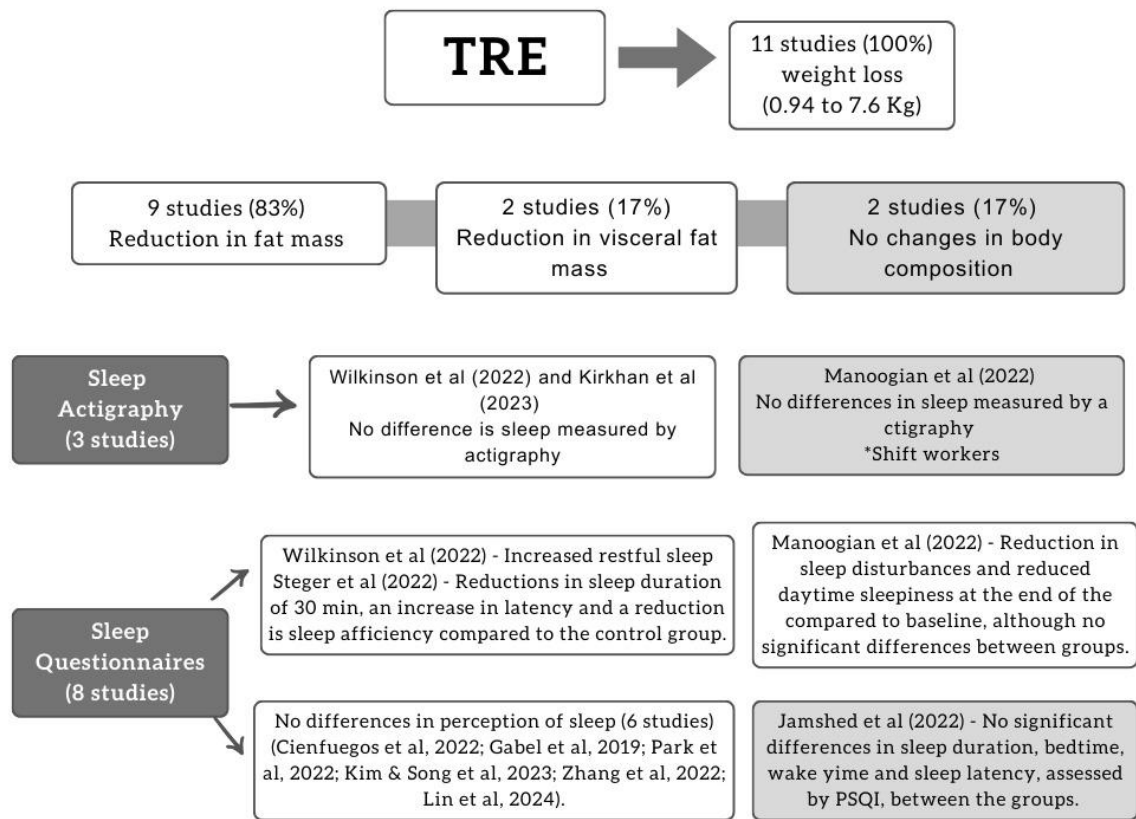 TRE
11 studies (100%)
weight loss
(0.94 to 7.6 Kg)
9 studies (83%)
Reduction in fat mass
2 studies (17%)
Reduction in visceral fat
mass
2 studies (17%)
No changes in body
composition
Sleep
Actigraphy
(3 studies)
Wilkinson et al (2022) and Kirkhan et al
(2023)
No difference is sleep measured by
actigraphy
Manoogian et al (2022)
No differences in sleep measured by a
ctigraphy
*Shift workers
Sleep
Questionnaires
(8 studies)
Wilkinson et al (2022) - Increased restful sleep
Steger et al (2022) - Reductions in sleep duration
of 30 min, an increase in latency and a reduction
is sleep afficiency compared to the control group.
Manoogian et al (2022) - Reduction in
sleep disturbances and reduced
daytime sleepiness at the end of the
compared to baseline, although no
significant differences between groups.
No differences in perception of sleep (6 studies)
(Cienfuegos et al, 2022; Gabel et al, 2019; Park et
al, 2022; Kim & Song et al, 2023; Zhang et al, 2022;
Lin et al, 2024).
Jamshed et al (2022) - No significant
differences in sleep duration, bedtime,
wake yime and sleep latency, assessed
by PSQI, between the groups.